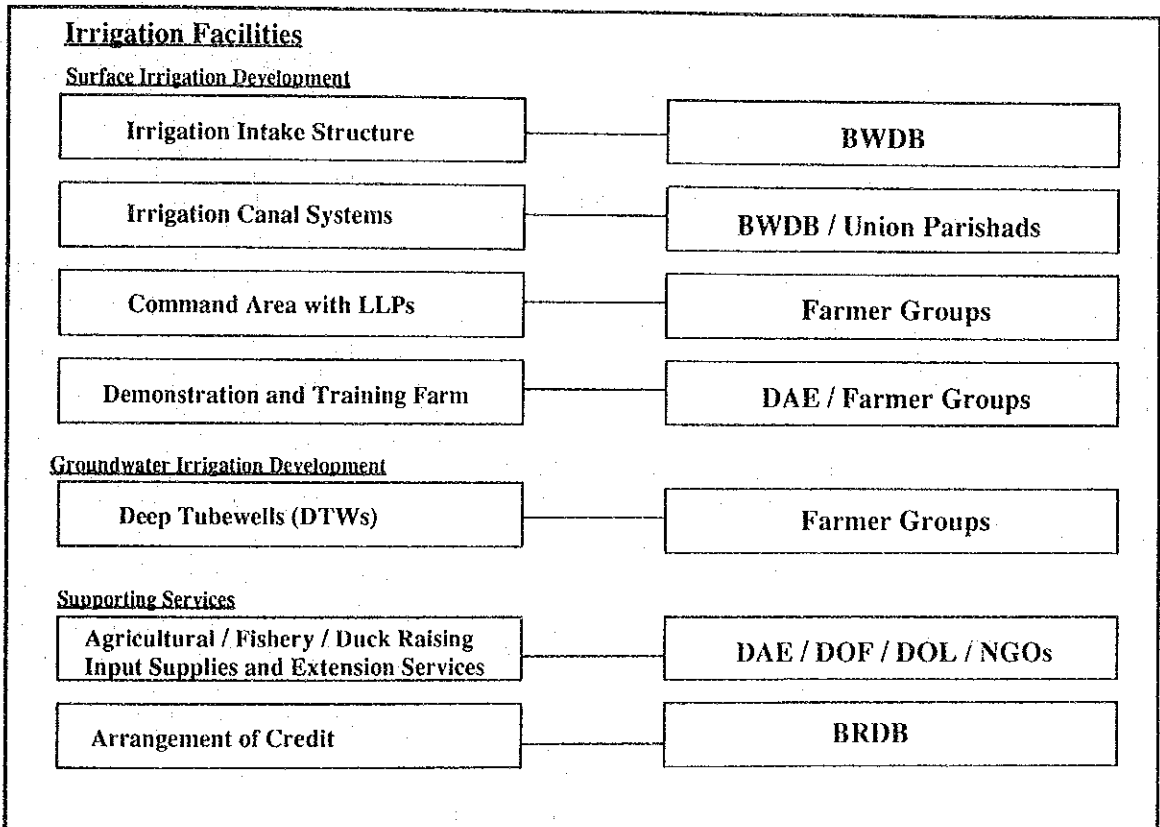 Irrigation Facilities
Surface Irrigation Development
Irrigation Intake Structure
BWDB
Irrigation Canal Systems
BWDB / Union Parishads
Command Area with LLPs
Farmer Groups
Demonstration and Training Farm
DAE / Farmer Groups
Groundwater Irrigation Development
Deep Tubewells (DTWs)
Farmer Groups
Supporting Services
Agricultural / Fishery / Duck Raising
Input Supplies and Extension Services
DAE / DOF / DOL / NGOs
Arrangement of Credit
BRDB